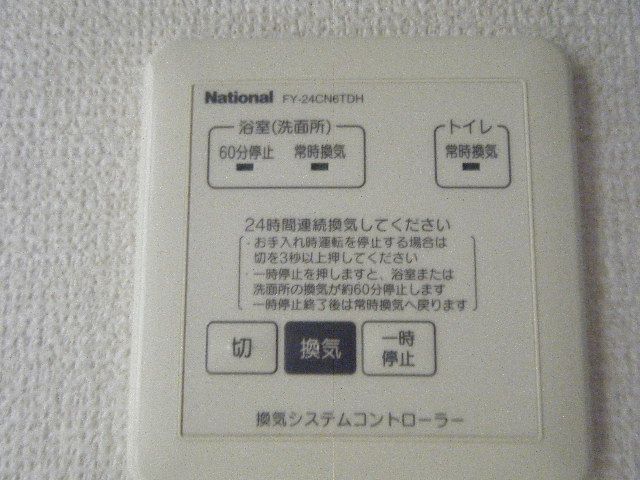 National FY-24CN6TDH
浴室(洗面所) トイレ
60分停止 常時換気 常時換気
24時間連続換気してください
・お手入れ時運転を停止する場合は
切を3秒以上押してください
・一時停止を押しますと、浴室または
洗面所の換気が約60分停止します
一時停止終了後は常時換気へ戻ります
切 換気 一時
停止
換気システムコントローラー